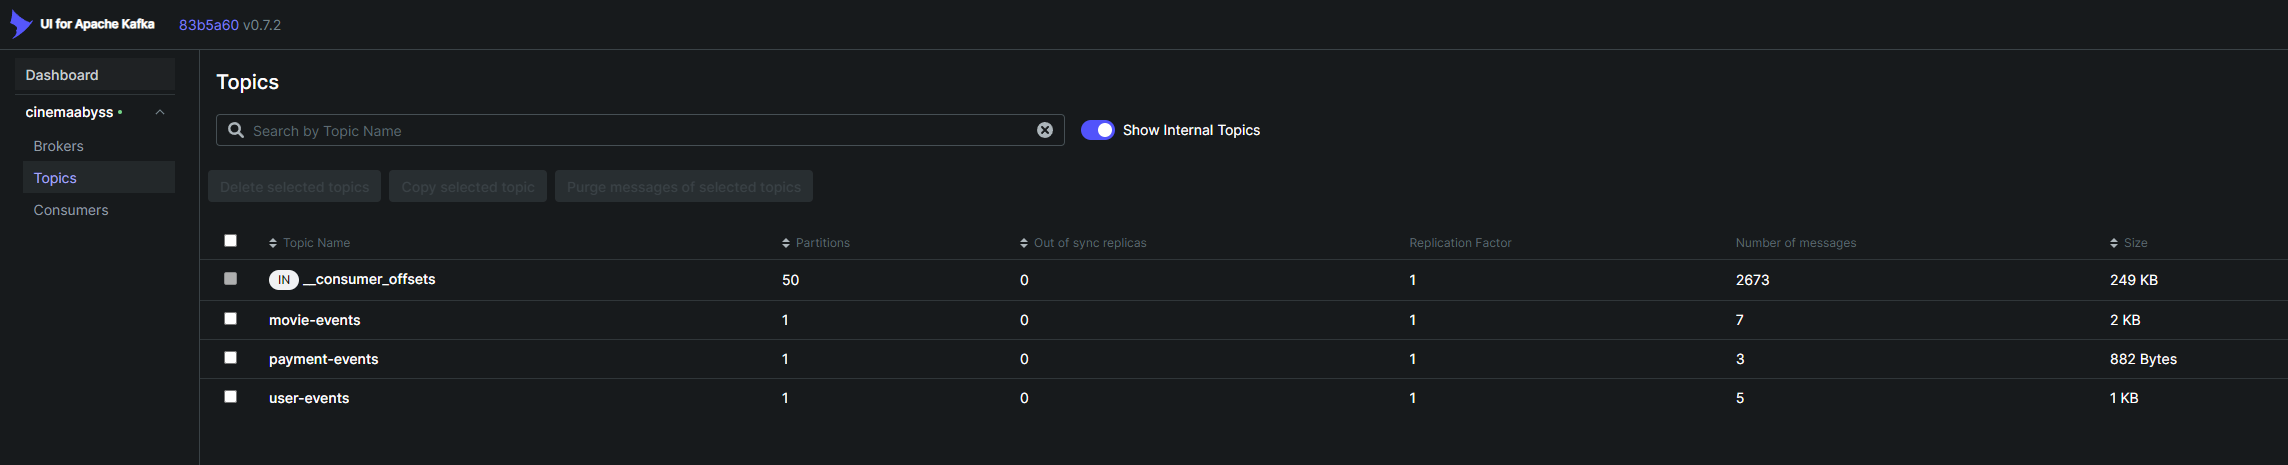 UI for Apache Kafka 83b5a60 v0.7.2
Dashboard
cinemaabyss
Brokers
Topics
Consumers
Topics
Search by Topic Name
Show Internal Topics
Delete selected topics Copy selected topic Purge messages of selected topics
Topic Name Partitions Out of sync replicas Replication Factor Number of messages Size
IN __consumer_offsets 50 0 1 2673 249 KB
movie-events 1 0 1 7 2 KB
payment-events 1 0 1 3 882 Bytes
user-events 1 0 1 5 1 KB